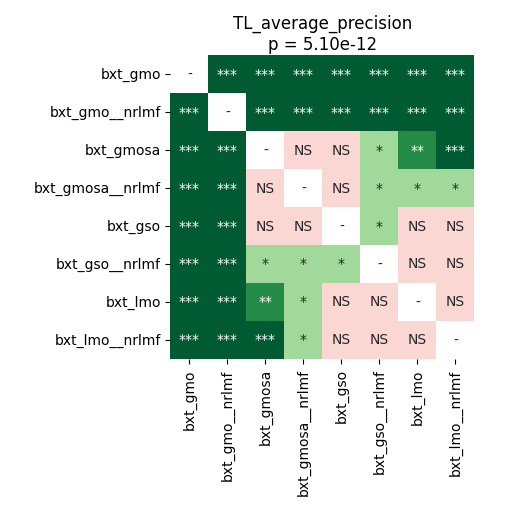 TL_average_precision
p = 5.10e-12
bxt_gmo - *** *** *** *** *** *** ***
bxt_gmo__nrlmf *** - *** *** *** *** *** ***
bxt_gmosa *** *** - NS NS * ** ***
bxt_gmosa__nrlmf *** *** NS - NS * * *
bxt_gso *** *** NS NS - * NS NS
bxt_gso__nrlmf *** *** * * * - NS NS
bxt_lmo *** *** ** * NS NS - NS
bxt_lmo__nrlmf *** *** *** * NS NS NS -
bxt_gmo
bxt_gmo__nrlmf
bxt_gmosa
bxt_gmosa__nrlmf
bxt_gso
bxt_gso__nrlmf
bxt_lmo
bxt_lmo__nrlmf